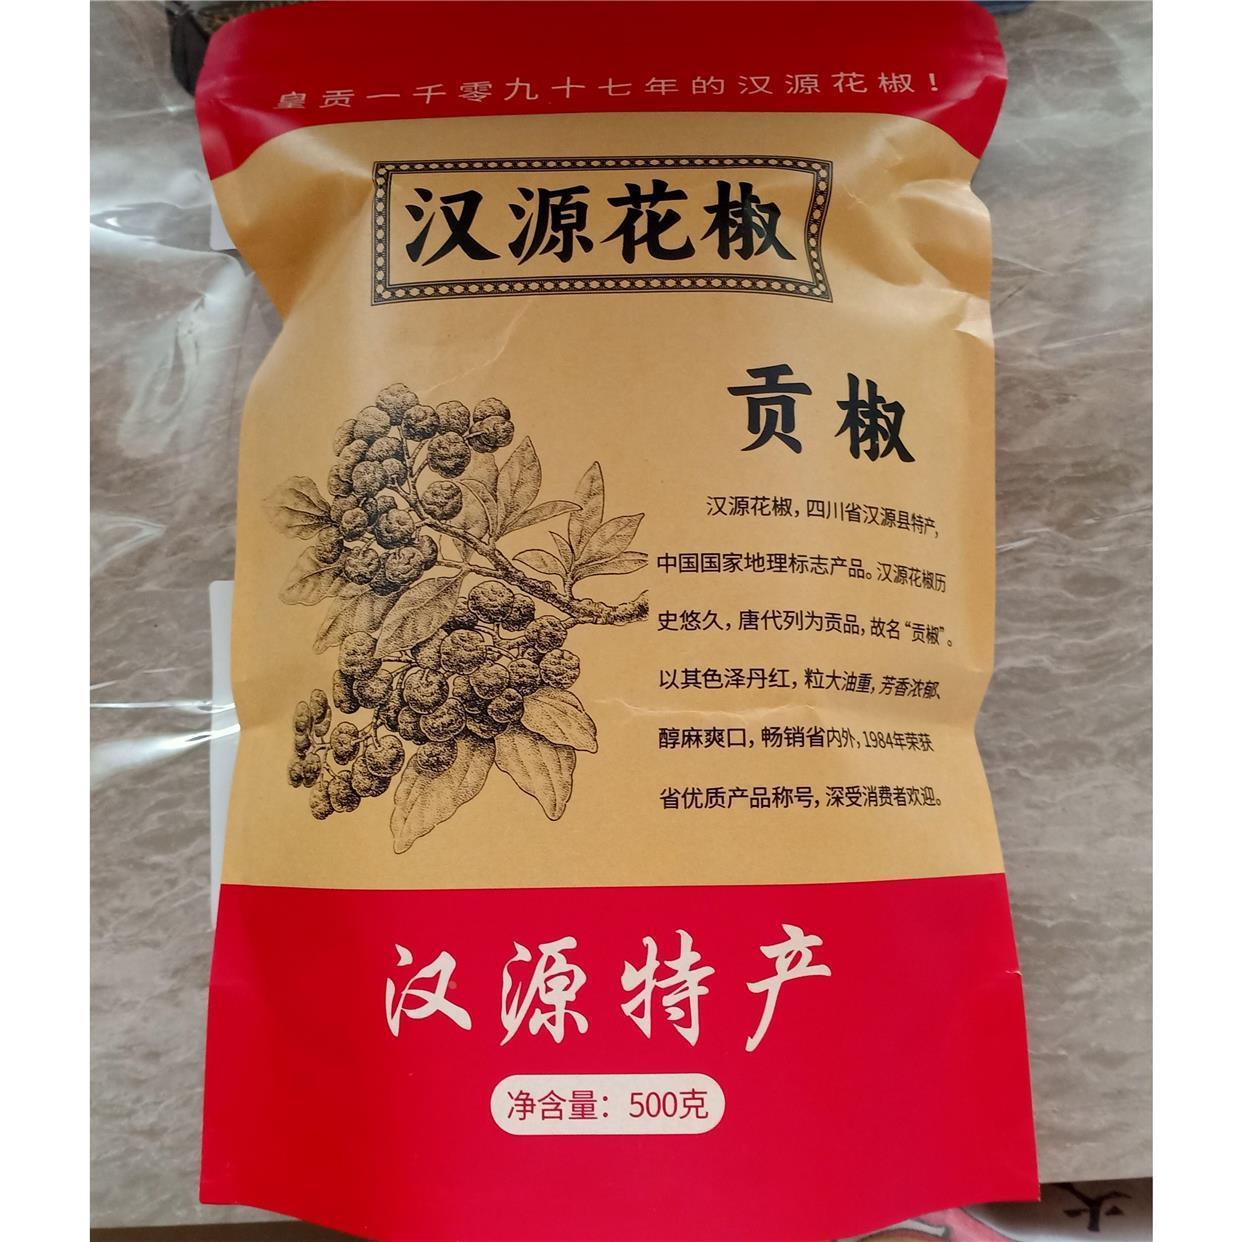 皇贡一千零九十七年的汉源花椒！
汉源花椒
贡椒
汉源花椒，四川省汉源县特产，
中国国家地理标志产品。汉源花椒历
史悠久，唐代列为贡品，故名“贡椒”。
以其色泽丹红，粒大油重，芳香浓郁、
醇麻爽口，畅销省内外，1984年荣获
省优质产品称号，深受消费者欢迎。
汉源特产
净含量：500克